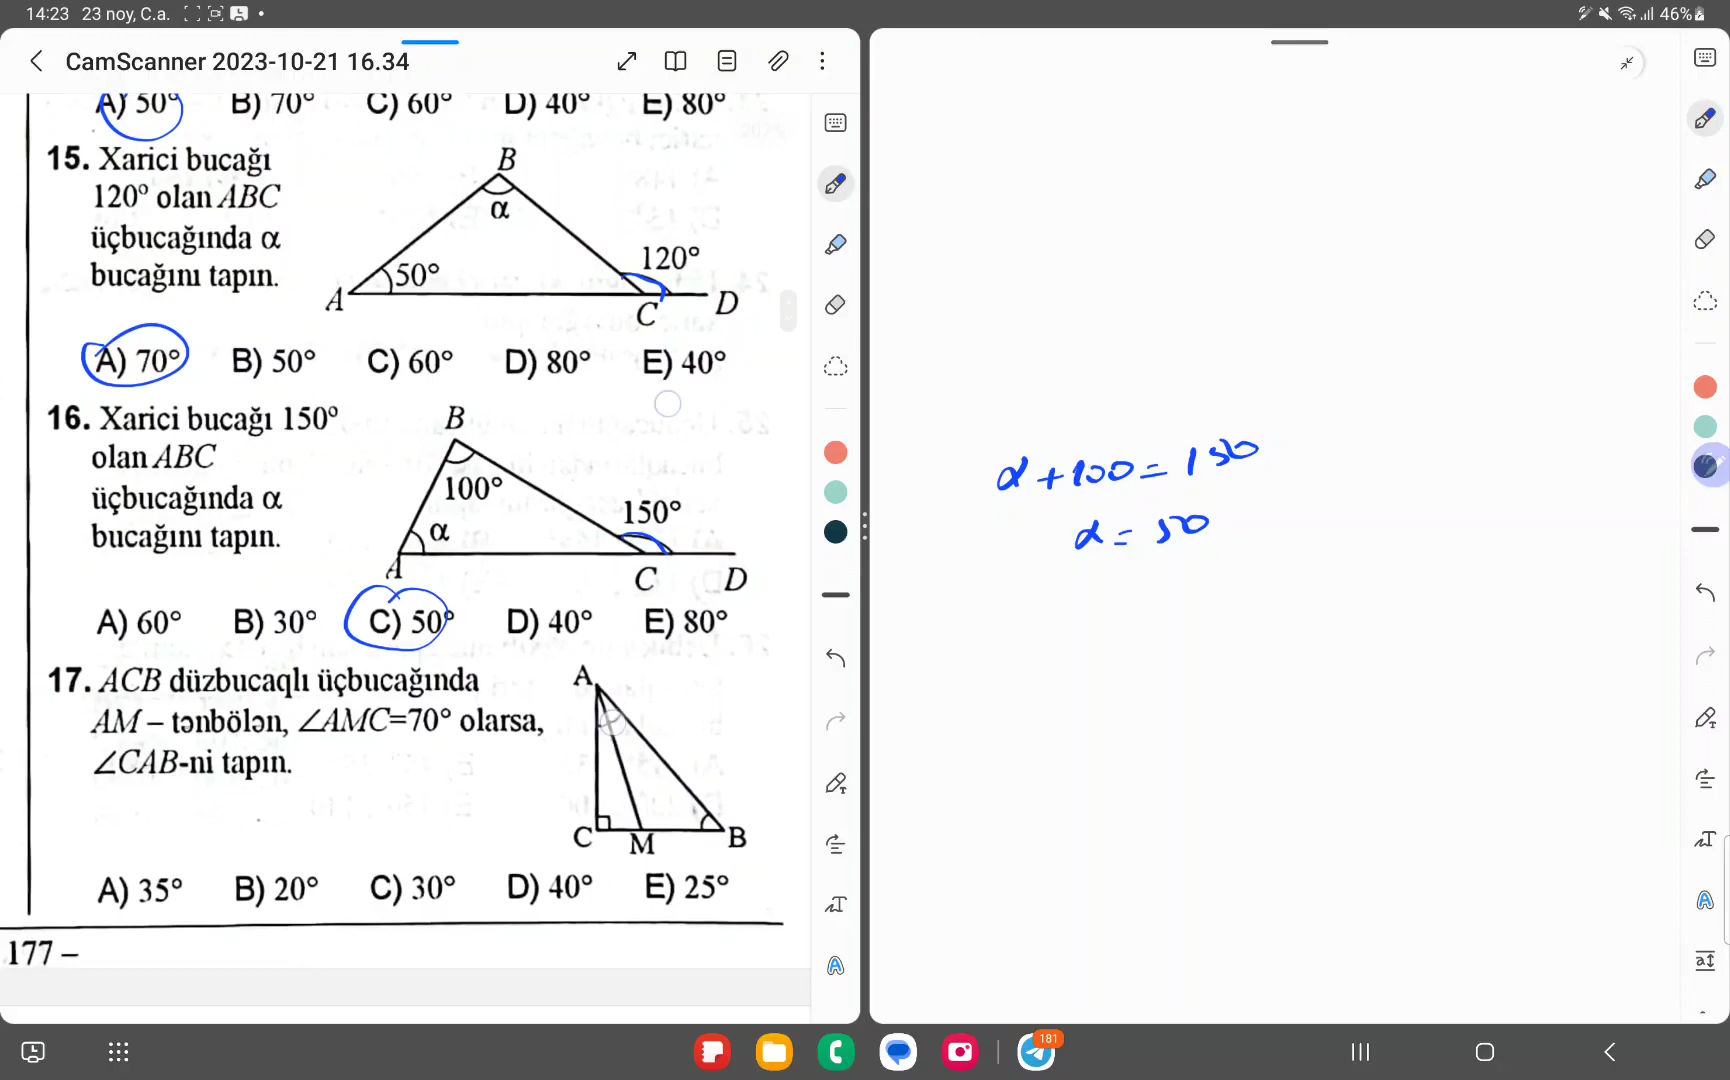 14:23 23 noy, C.a.
46%
CamScanner 2023-10-21 16.34
A) 50° B) 70° C) 60° D) 40° E) 80°
15. Xarici bucağı
120° olan ABC
üçbucağında α
bucağını tapın.
B
α
120°
50°
A
C
D
A) 70° B) 50° C) 60° D) 80° E) 40°
16. Xarici bucağı 150°
olan ABC
üçbucağında α
bucağını tapın.
B
100°
150°
α
A
C
D
A) 60° B) 30° C) 50° D) 40° E) 80°
17. ACB düzbucaqlı üçbucağında
AM – tənbölən, ∠AMC=70° olarsa,
∠CAB-ni tapın.
A
C
M
B
A) 35° B) 20° C) 30° D) 40° E) 25°
177 –
α + 100 = 150
α = 50
181